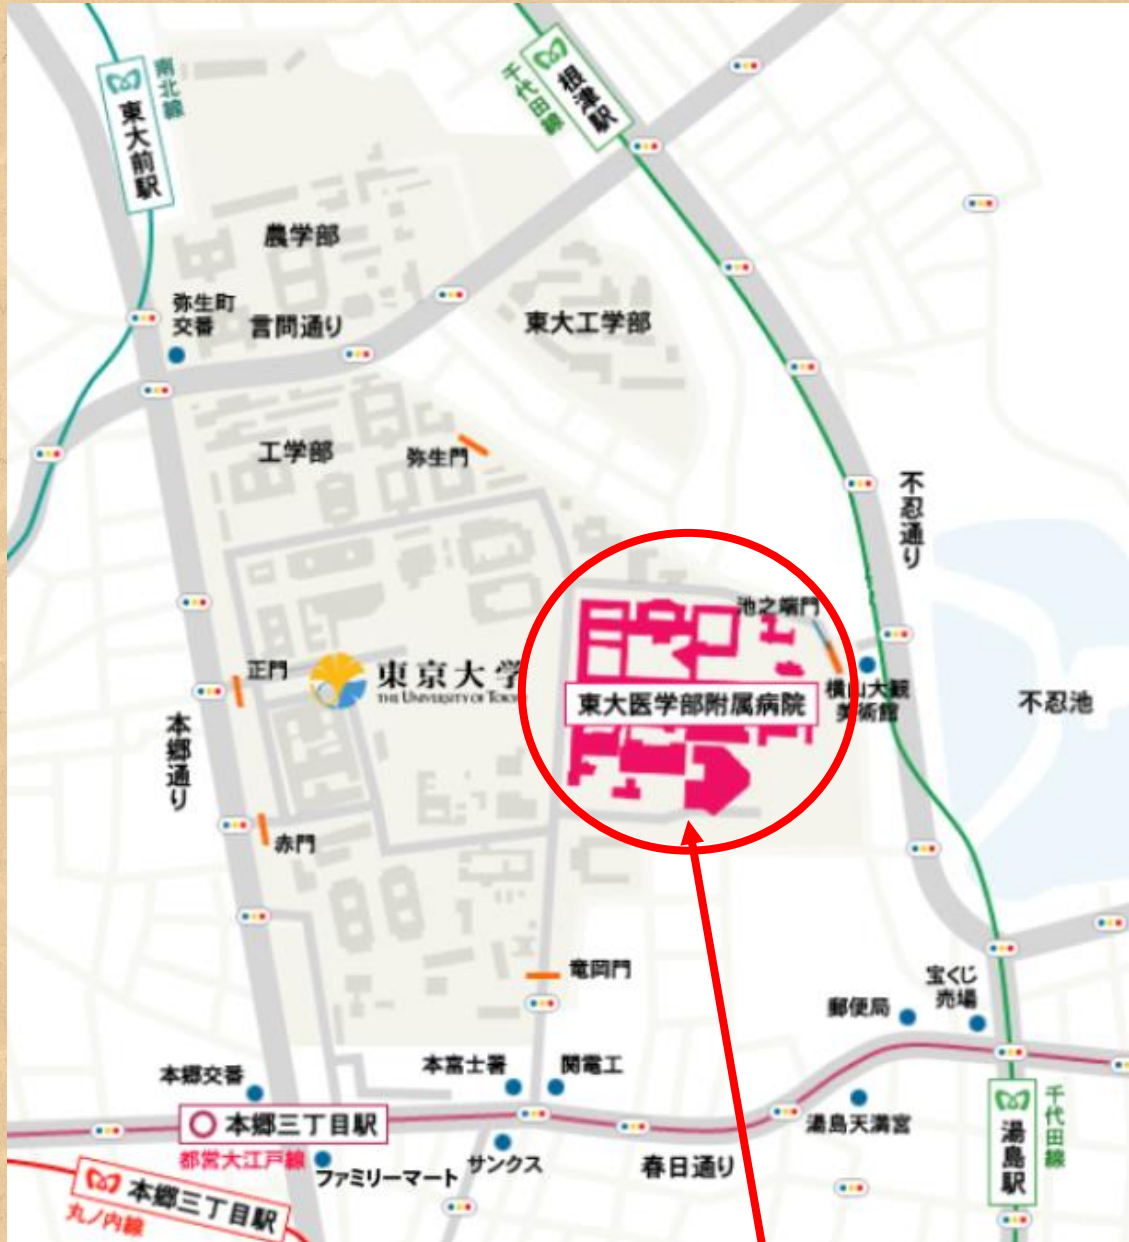 南北線
東大前駅
千代田線
根津駅
農学部
弥生町
交番
言問通り
東大工学部
工学部
弥生門
不忍通り
池之端門
正門
東京大学
THE UNIVERSITY OF TOKYO
東大医学部附属病院
横山大観
美術館
不忍池
本郷通り
赤門
竜岡門
宝くじ
売場
郵便局
本郷交番
本富士署
関電工
本郷三丁目駅
都営大江戸線
ファミリーマート
サンクス
春日通り
湯島天満宮
湯島駅
千代田線
本郷三丁目駅
丸ノ内線